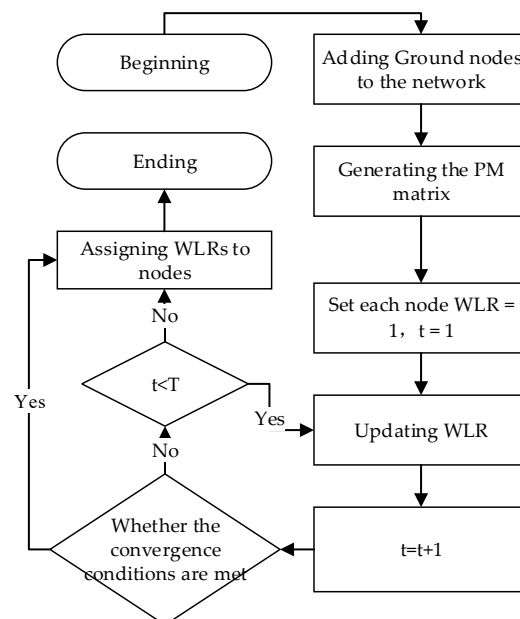 Beginning
Adding Ground nodes
to the network
Generating the PM
matrix
Set each node WLR =
1，t = 1
Updating WLR
t=t+1
Whether the
convergence
conditions are met
No
Yes
t<T
Yes
No
Assigning WLRs to
nodes
Ending